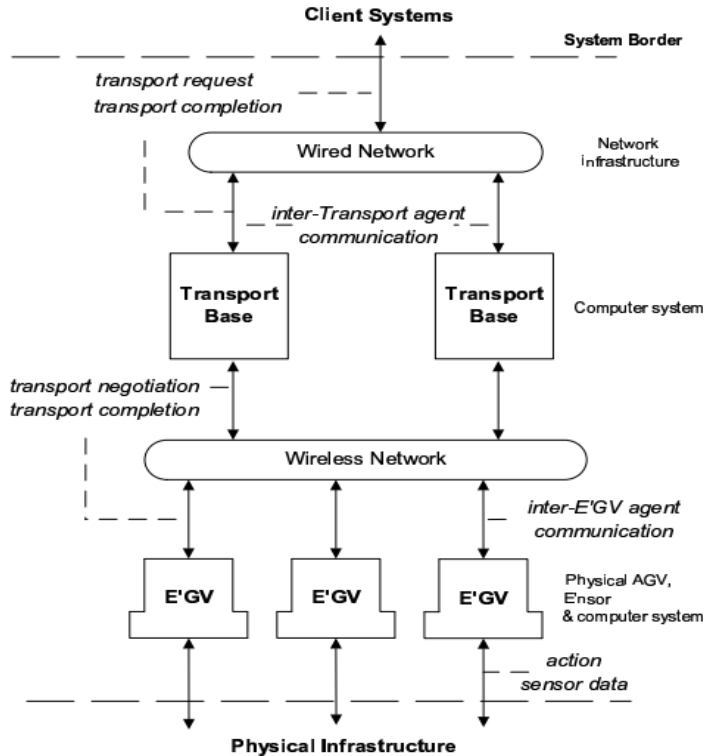 Client Systems
System Border
transport request
transport completion
Wired Network
Network
infrastructure
inter-Transport agent
communication
Transport
Base
Transport
Base
Computer system
transport negotiation
transport completion
Wireless Network
inter-E'GV agent
communication
E'GV
E'GV
E'GV
Physical AGV,
E'nsor
& computer system
action
sensor data
Physical Infrastructure